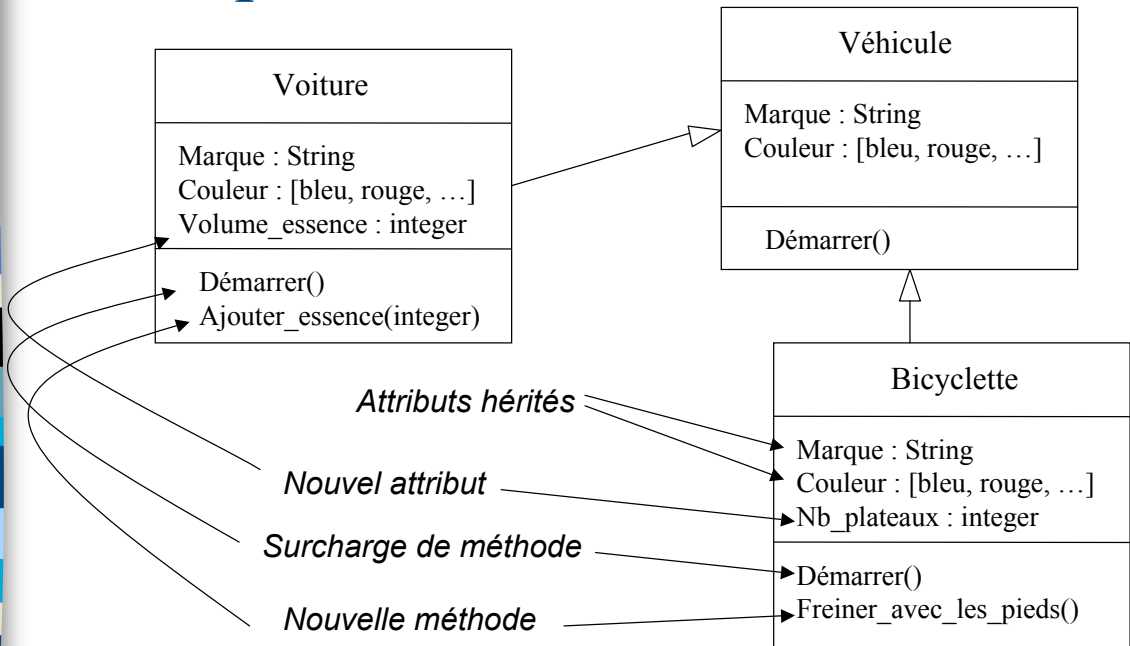 Voiture
Marque : String
Couleur : [bleu, rouge, …]
Volume_essence : integer
Démarrer()
Ajouter_essence(integer)
Véhicule
Marque : String
Couleur : [bleu, rouge, …]
Démarrer()
Attributs hérités
Nouvel attribut
Surcharge de méthode
Nouvelle méthode
Bicyclette
Marque : String
Couleur : [bleu, rouge, …]
Nb_plateaux : integer
Démarrer()
Freiner_avec_les_pieds()